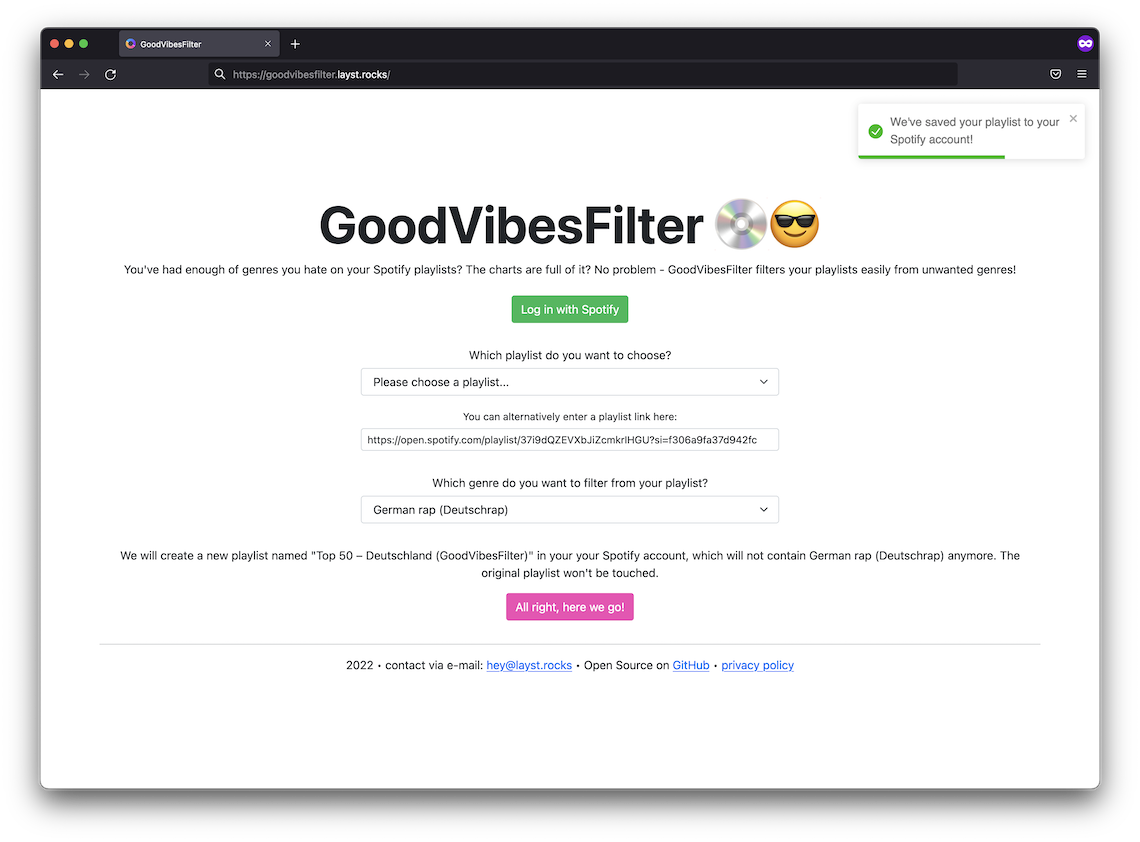 GoodVibesFilter
https://goodvibesfilter.layst.rocks/
We've saved your playlist to your
Spotify account!
GoodVibesFilter
You've had enough of genres you hate on your Spotify playlists? The charts are full of it? No problem - GoodVibesFilter filters your playlists easily from unwanted genres!
Log in with Spotify
Which playlist do you want to choose?
Please choose a playlist...
You can alternatively enter a playlist link here:
https://open.spotify.com/playlist/37i9dQZEVXbJiZcmkrIHGU?si=f306a9fa37d942fc
Which genre do you want to filter from your playlist?
German rap (Deutschrap)
We will create a new playlist named "Top 50 – Deutschland (GoodVibesFilter)" in your your Spotify account, which will not contain German rap (Deutschrap) anymore. The
original playlist won't be touched.
All right, here we go!
2022 • contact via e-mail: hey@layst.rocks • Open Source on GitHub • privacy policy